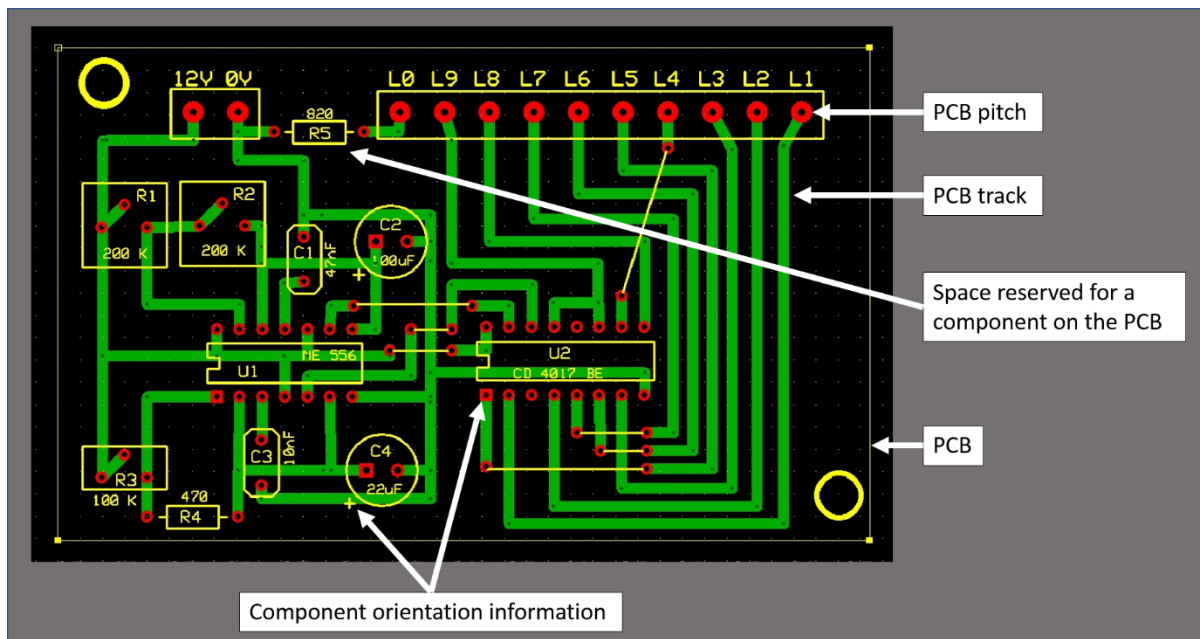 12V 0V
L0 L9 L8 L7 L6 L5 L4 L3 L2 L1
820
R5
PCB pitch
PCB track
R1
R2
200 K
200 K
C1
47nF
C2
100uF
+
Space reserved for a
component on the PCB
NE 556
U1
U2
CD 4017 BE
PCB
R3
100 K
C3
10nF
C4
22uF
+
470
R4
Component orientation information